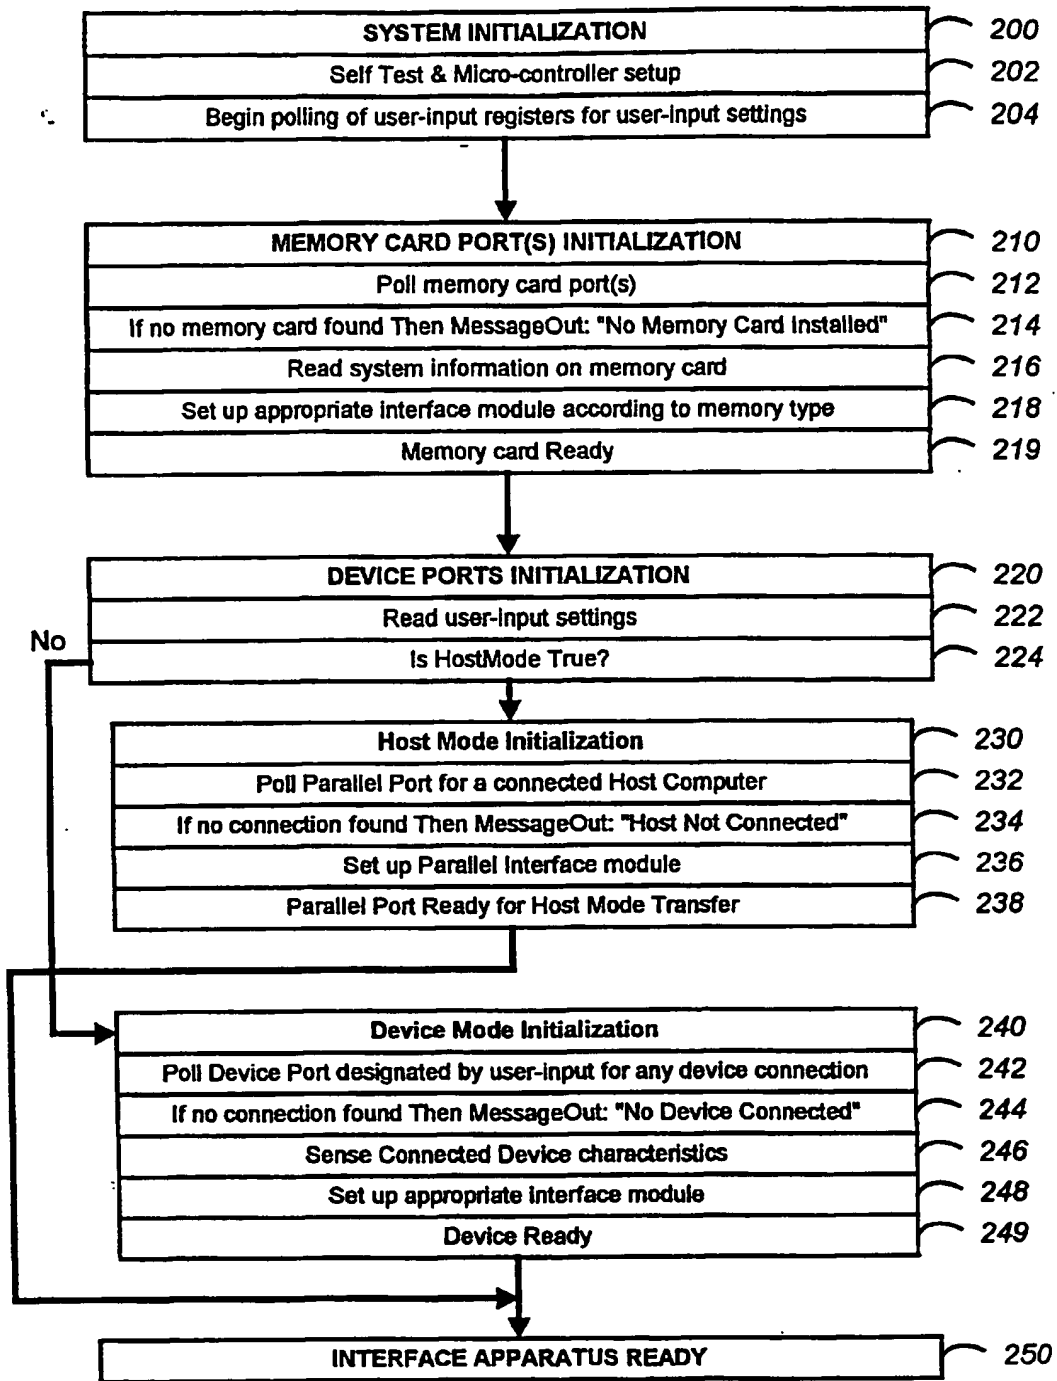 SYSTEM INITIALIZATION 200
Self Test & Micro-controller setup 202
Begin polling of user-input registers for user-input settings 204
MEMORY CARD PORT(S) INITIALIZATION 210
Poll memory card port(s) 212
If no memory card found Then MessageOut: "No Memory Card Installed" 214
Read system information on memory card 216
Set up appropriate interface module according to memory type 218
Memory card Ready 219
DEVICE PORTS INITIALIZATION 220
Read user-input settings 222
No
Is HostMode True? 224
Host Mode Initialization 230
Poll Parallel Port for a connected Host Computer 232
If no connection found Then MessageOut: "Host Not Connected" 234
Set up Parallel Interface module 236
Parallel Port Ready for Host Mode Transfer 238
Device Mode Initialization 240
Poll Device Port designated by user-input for any device connection 242
If no connection found Then MessageOut: "No Device Connected" 244
Sense Connected Device characteristics 246
Set up appropriate interface module 248
Device Ready 249
INTERFACE APPARATUS READY 250